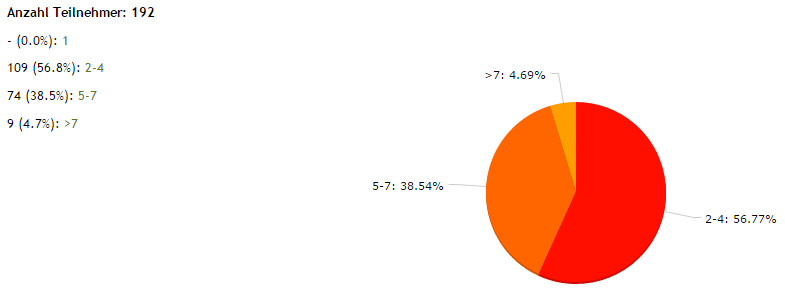 Anzahl Teilnehmer: 192
- (0.0%): 1
109 (56.8%): 2-4
74 (38.5%): 5-7
9 (4.7%): >7
>7: 4.69%
5-7: 38.54%
2-4: 56.77%